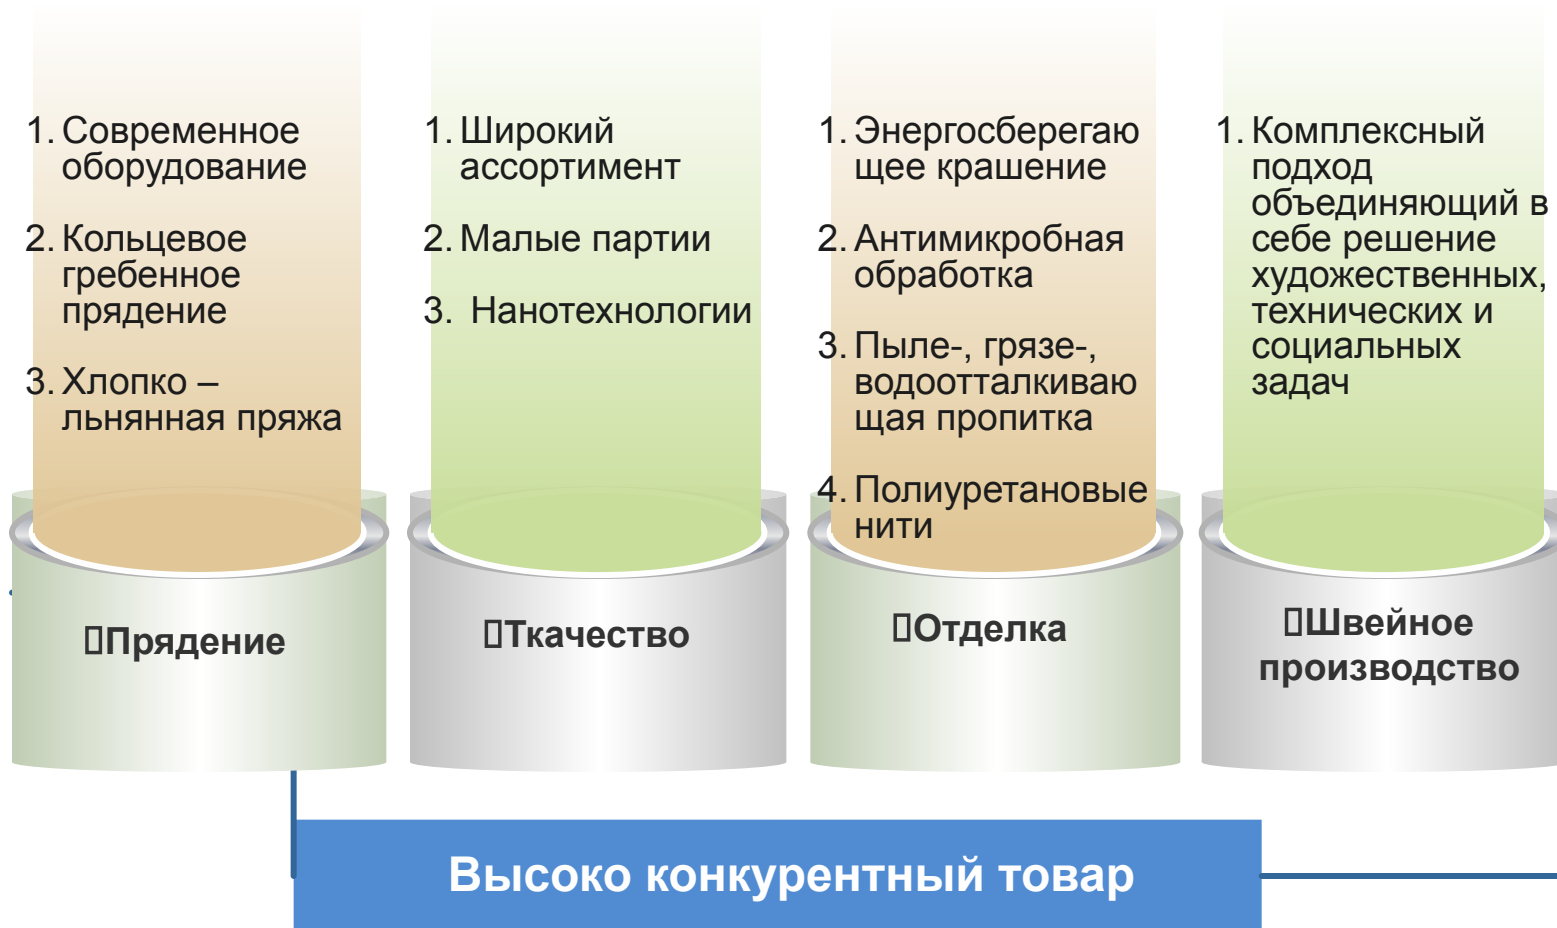 1. Современное
оборудование
2. Кольцевое
гребенное
прядение
3. Хлопко –
льнянная пряжа
Прядение
1. Широкий
ассортимент
2. Малые партии
3. Нанотехнологии
Ткачество
1. Энергосберегаю
щее крашение
2. Антимикробная
обработка
3. Пыле-, грязе-,
водоотталкиваю
щая пропитка
4. Полиуретановые
нити
Отделка
1. Комплексный
подход
объединяющий в
себе решение
художественных,
технических и
социальных
задач
Швейное
производство
Высоко конкурентный товар